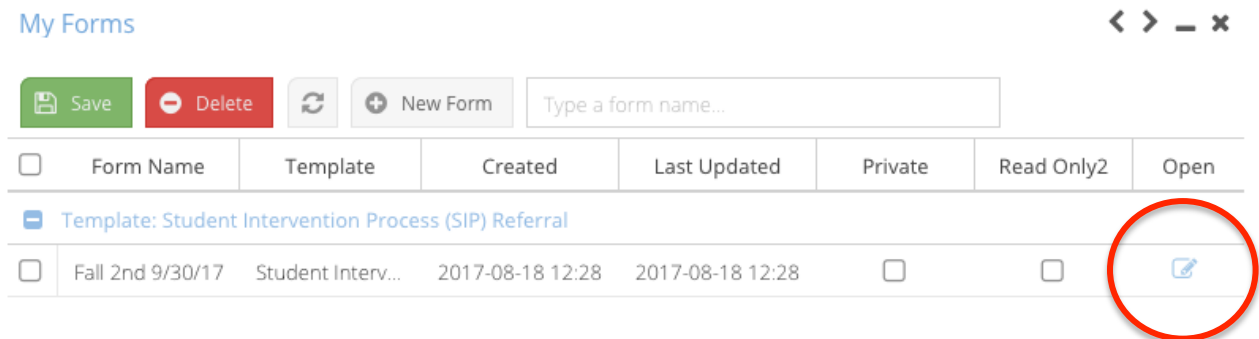 My Forms
Save Delete New Form Type a form name...
Form Name Template Created Last Updated Private Read Only2 Open
Template: Student Intervention Process (SIP) Referral
Fall 2nd 9/30/17 Student Interv... 2017-08-18 12:28 2017-08-18 12:28